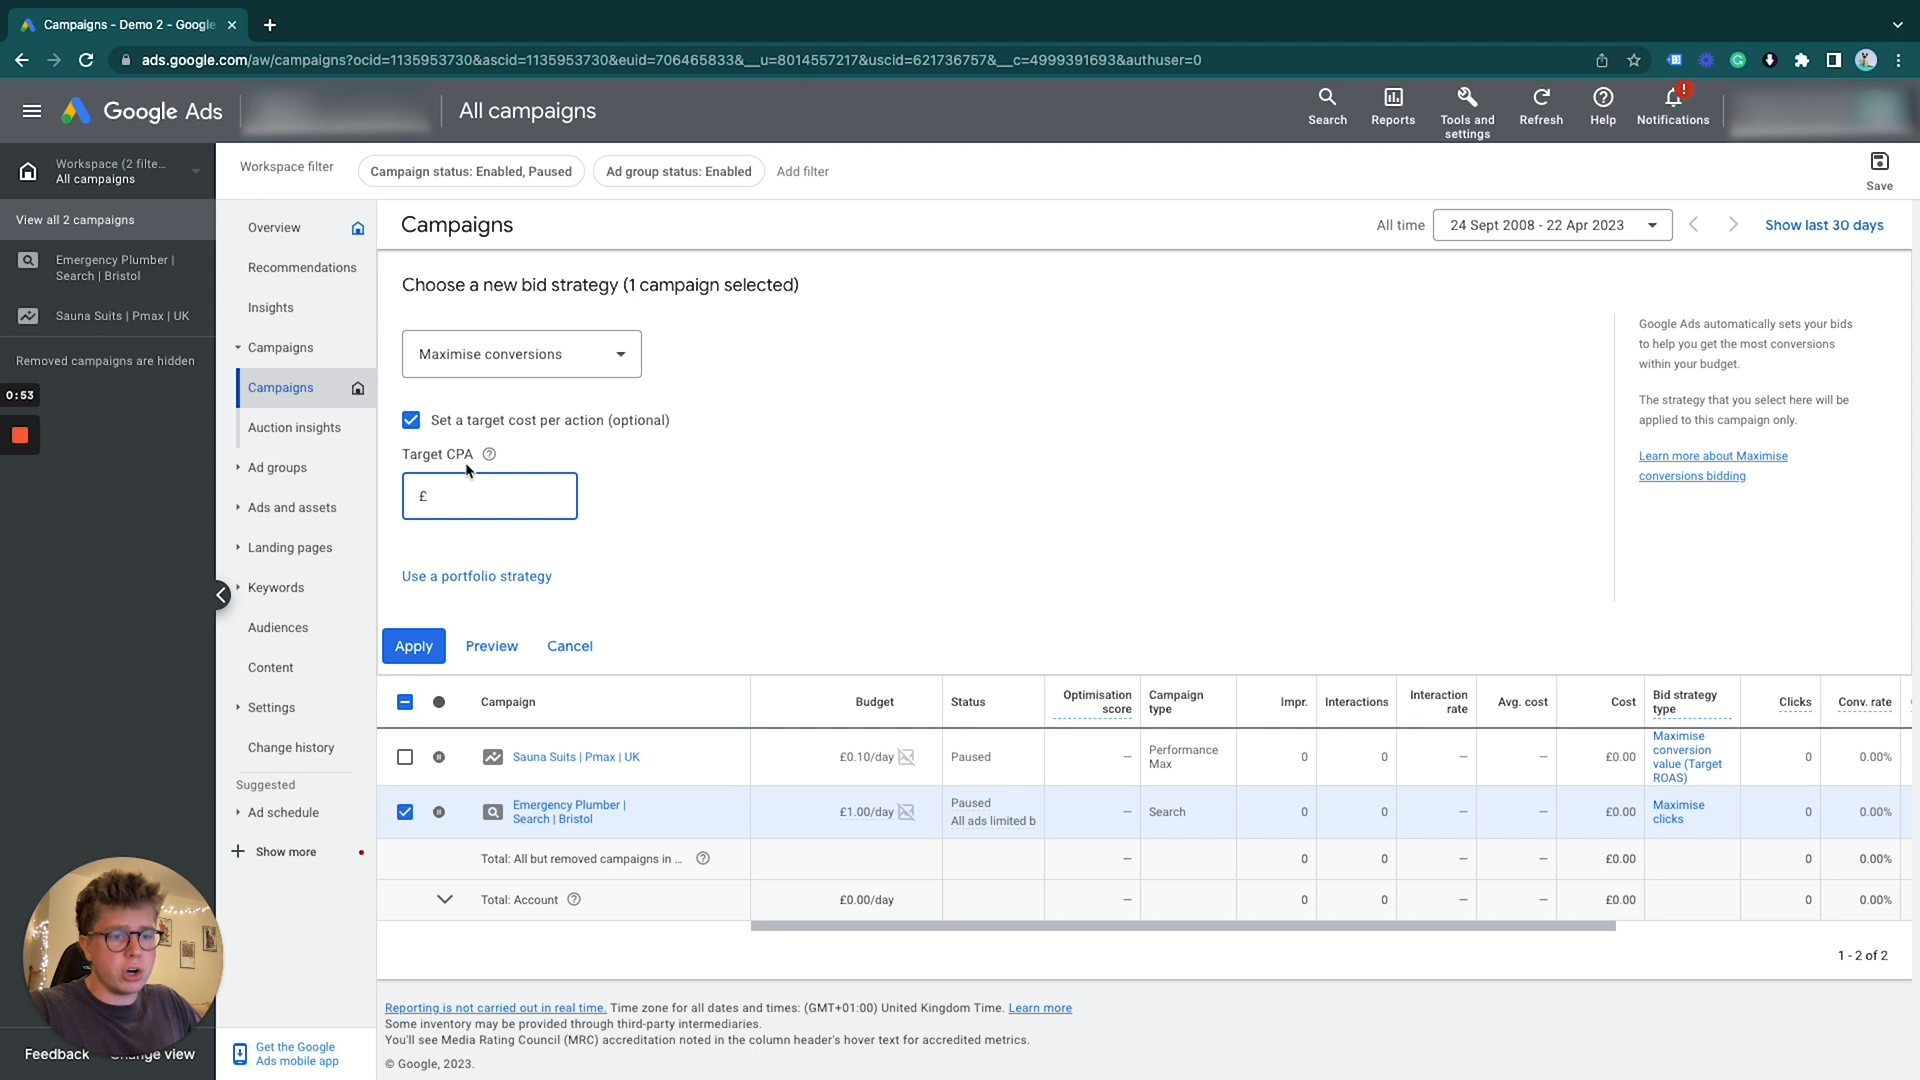 Campaigns - Demo 2 - Google
ads.google.com/aw/campaigns?ocid=1135953730&ascid=1135953730&euid=706465833&__u=8014557217&uscid=621736757&__c=4999391693&authuser=0
Google Ads
All campaigns
Search
Reports
Tools and
settings
Refresh
Help
!
Notifications
Workspace (2 filte...
All campaigns
Workspace filter
Campaign status: Enabled, Paused
Ad group status: Enabled
Add filter
Save
View all 2 campaigns
Emergency Plumber |
Search | Bristol
Sauna Suits | Pmax | UK
Removed campaigns are hidden
0:53
Feedback
Change view
Overview
Recommendations
Insights
Campaigns
Campaigns
Auction insights
Ad groups
Ads and assets
Landing pages
Keywords
Audiences
Content
Settings
Change history
Suggested
Ad schedule
Show more
Get the Google
Ads mobile app
Campaigns
All time
24 Sept 2008 - 22 Apr 2023
Show last 30 days
Choose a new bid strategy (1 campaign selected)
Maximise conversions
Set a target cost per action (optional)
Target CPA
£
Use a portfolio strategy
Google Ads automatically sets your bids
to help you get the most conversions
within your budget.
The strategy that you select here will be
applied to this campaign only.
Learn more about Maximise
conversions bidding
Apply
Preview
Cancel
Campaign
Budget
Status
Optimisation
score
Campaign
type
Impr.
Interactions
Interaction
rate
Avg. cost
Cost
Bid strategy
type
Clicks
Conv. rate
Sauna Suits | Pmax | UK
£0.10/day
Paused
–
Performance
Max
0
0
–
–
£0.00
Maximise
conversion
value (Target
ROAS)
0
0.00%
Emergency Plumber |
Search | Bristol
£1.00/day
Paused
All ads limited b
–
Search
0
0
–
–
£0.00
Maximise
clicks
0
0.00%
Total: All but removed campaigns in ...
–
0
0
–
–
£0.00
0
0.00%
Total: Account
£0.00/day
–
0
0
–
–
£0.00
0
0.00%
1 - 2 of 2
Reporting is not carried out in real time. Time zone for all dates and times: (GMT+01:00) United Kingdom Time. Learn more
Some inventory may be provided through third-party intermediaries.
You'll see Media Rating Council (MRC) accreditation noted in the column header's hover text for accredited metrics.
© Google, 2023.